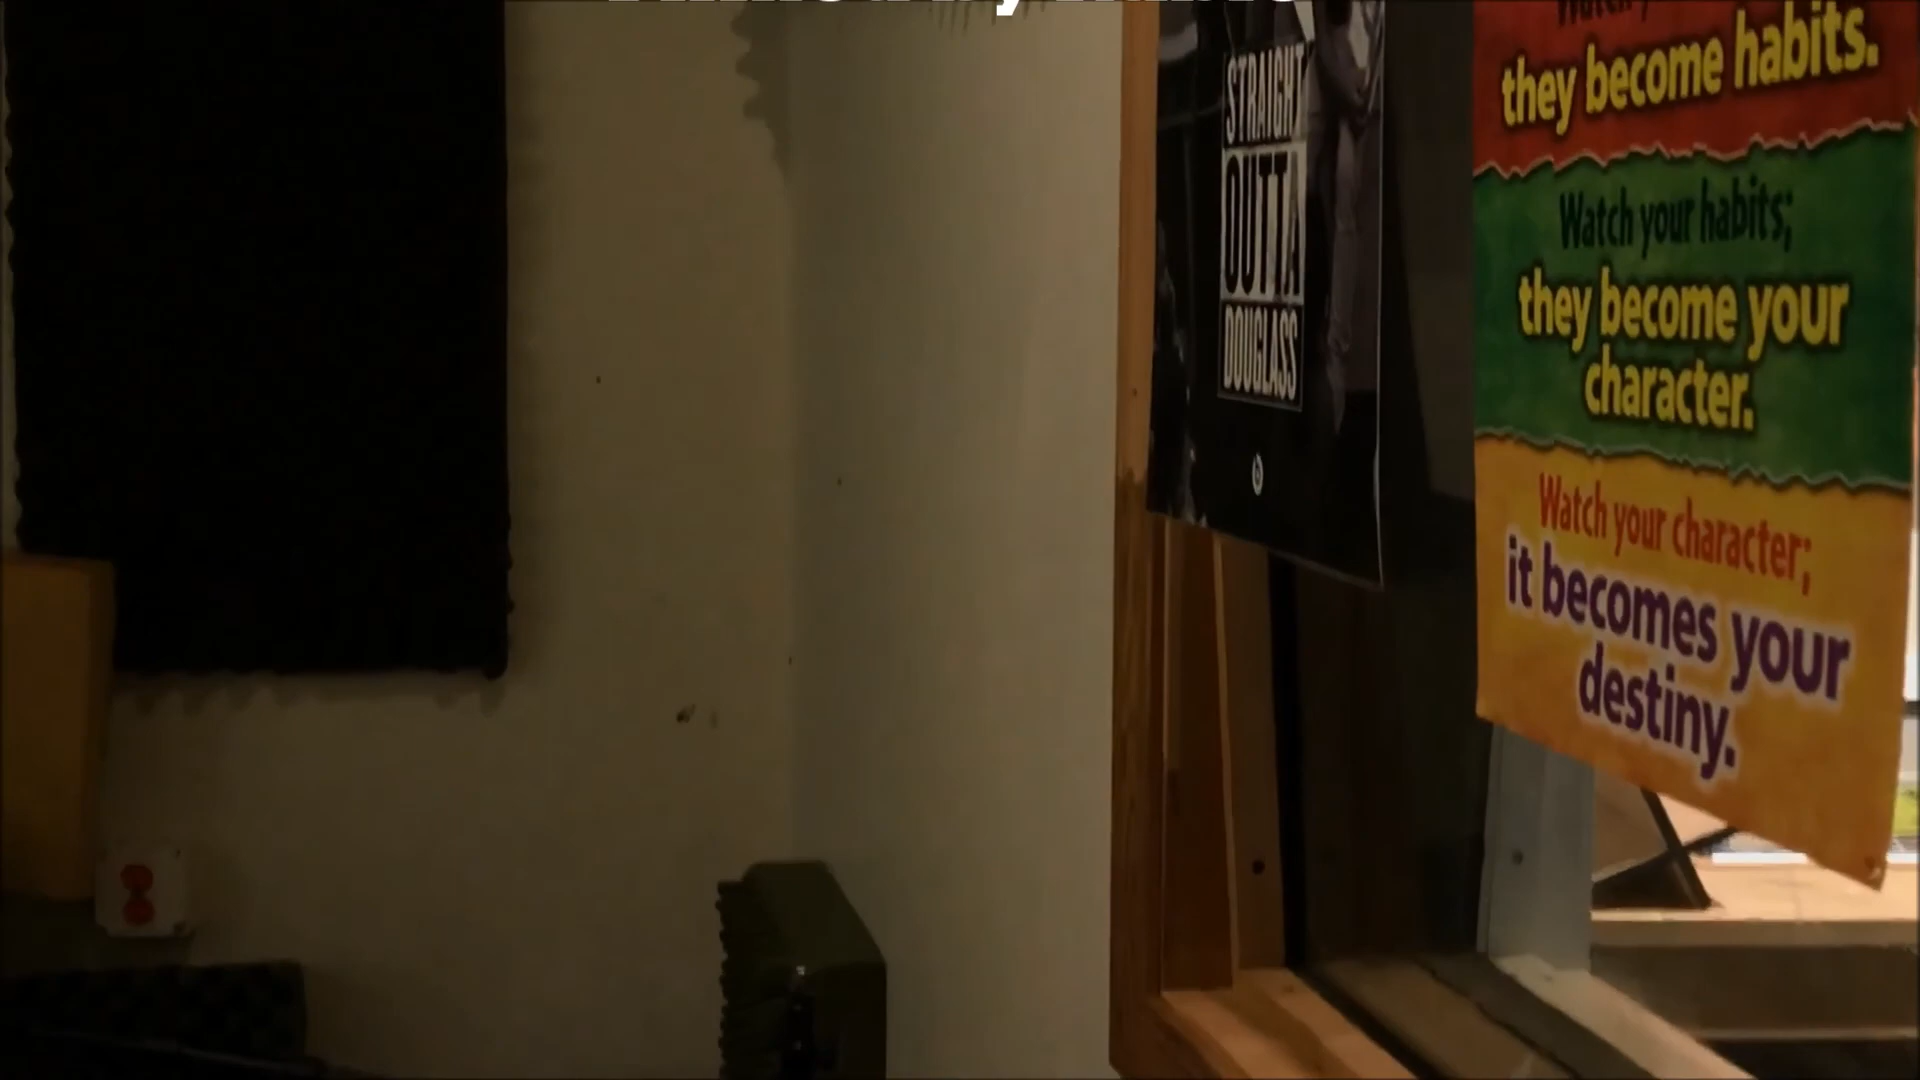 STRAIGHT
OUTTA
DOUGLASS
they become habits.
Watch your habits;
they become your
character.
Watch your character;
it becomes your
destiny.